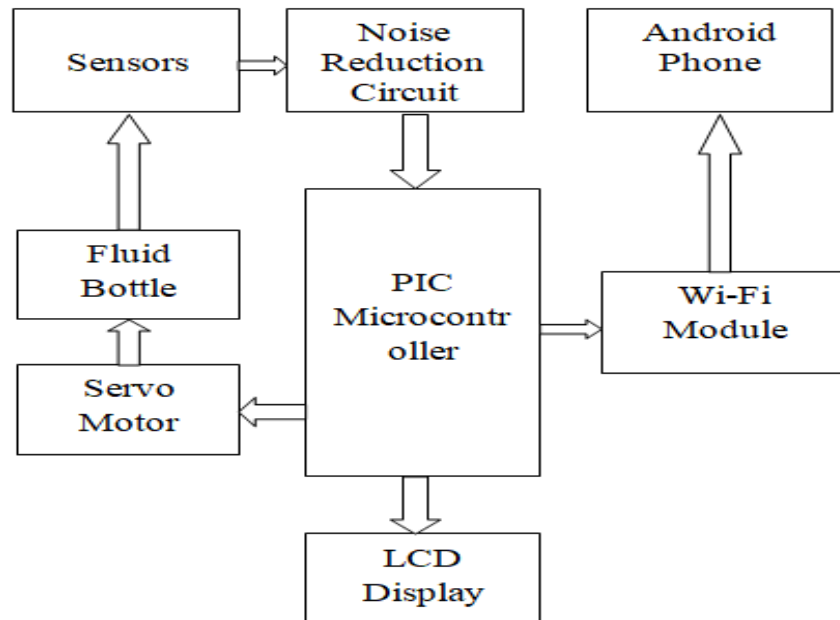 Sensors
Noise
Reduction
Circuit
Android
Phone
Fluid
Bottle
PIC
Microcontr
oller
Wi-Fi
Module
Servo
Motor
LCD
Display